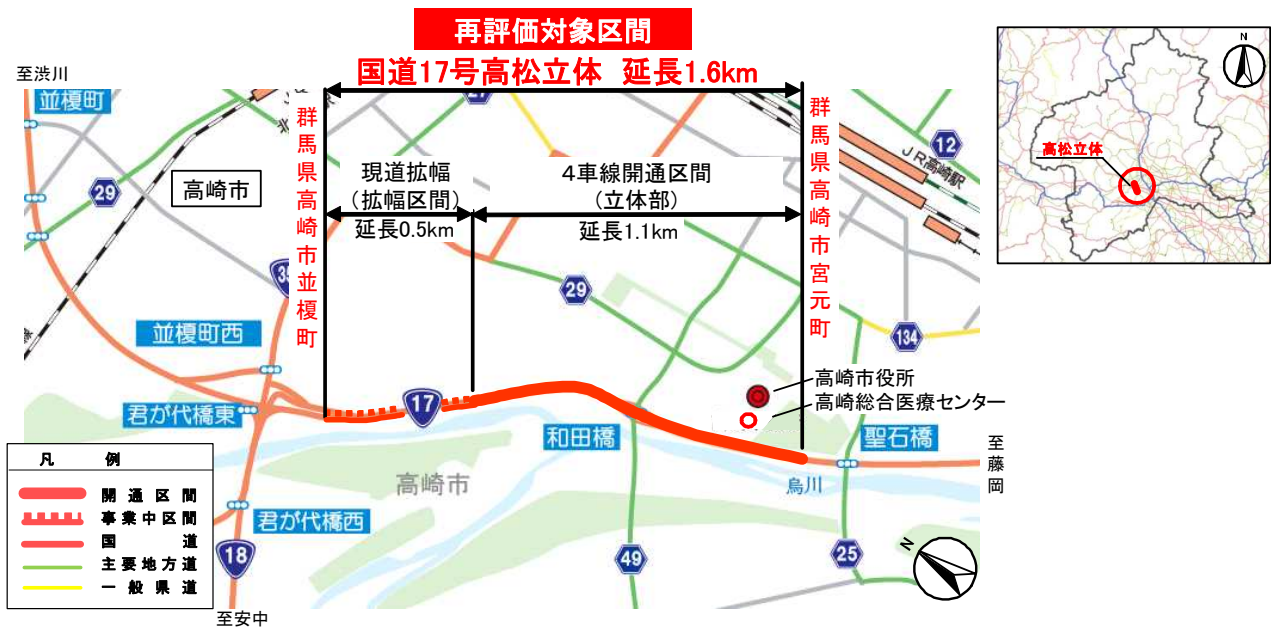 再評価対象区間
国道17号高松立体 延長1.6km
至渋川
並榎町
群馬県高崎市並榎町
群馬県高崎市宮元町
現道拡幅
(拡幅区間)
延長0.5km
4車線開通区間
(立体部)
延長1.1km
高崎市
29
12
JR高崎駅
29
134
並榎町西
君が代橋東
17
和田橋
高崎市役所
高崎総合医療センター
聖石橋
至藤岡
烏川
高崎市
君が代橋西
18
49
25
至安中
N
凡例
開通区間
事業中区間
国道
主要地方道
一般県道
N
高松立体